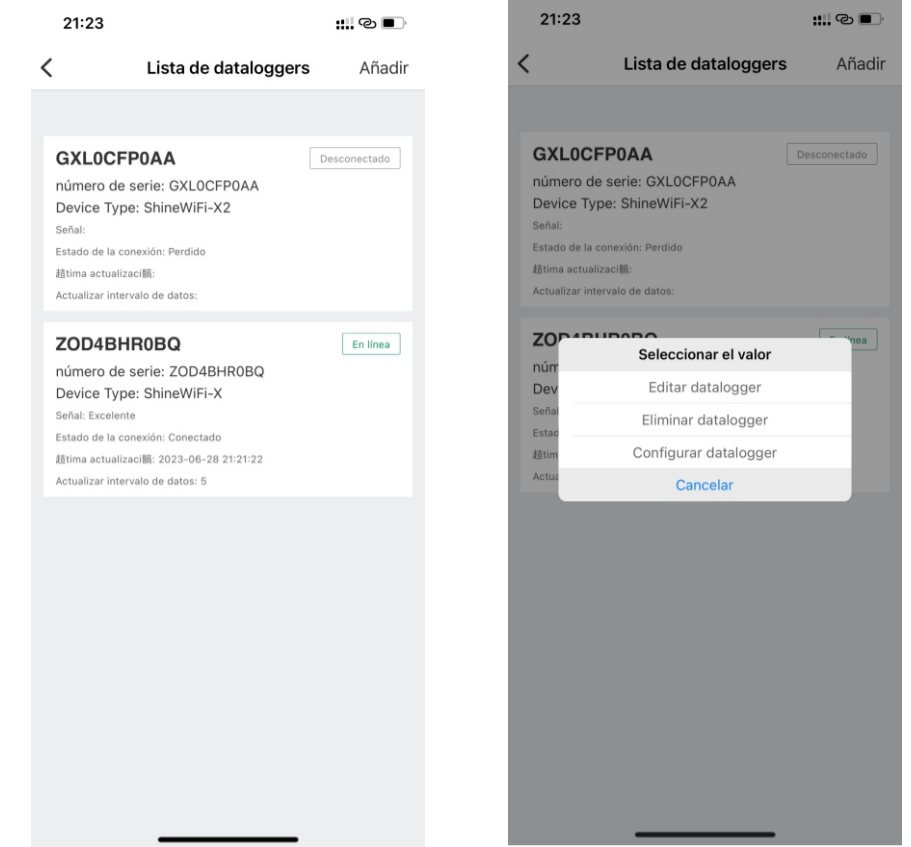 21:23
Lista de dataloggers Añadir
GXL0CFP0AA Desconectado
número de serie: GXL0CFP0AA
Device Type: ShineWiFi-X2
Señal:
Estado de la conexión: Perdido
趠tima actualizaci髇:
Actualizar intervalo de datos:
ZOD4BHR0BQ En línea
número de serie: ZOD4BHR0BQ
Device Type: ShineWiFi-X
Señal: Excelente
Estado de la conexión: Conectado
趠tima actualizaci髇: 2023-06-28 21:21:22
Actualizar intervalo de datos: 5
21:23
Lista de dataloggers Añadir
GXL0CFP0AA Desconectado
número de serie: GXL0CFP0AA
Device Type: ShineWiFi-X2
Señal:
Estado de la conexión: Perdido
趠tima actualizaci髇:
Actualizar intervalo de datos:
Seleccionar el valor
Editar datalogger
Eliminar datalogger
Configurar datalogger
Cancelar